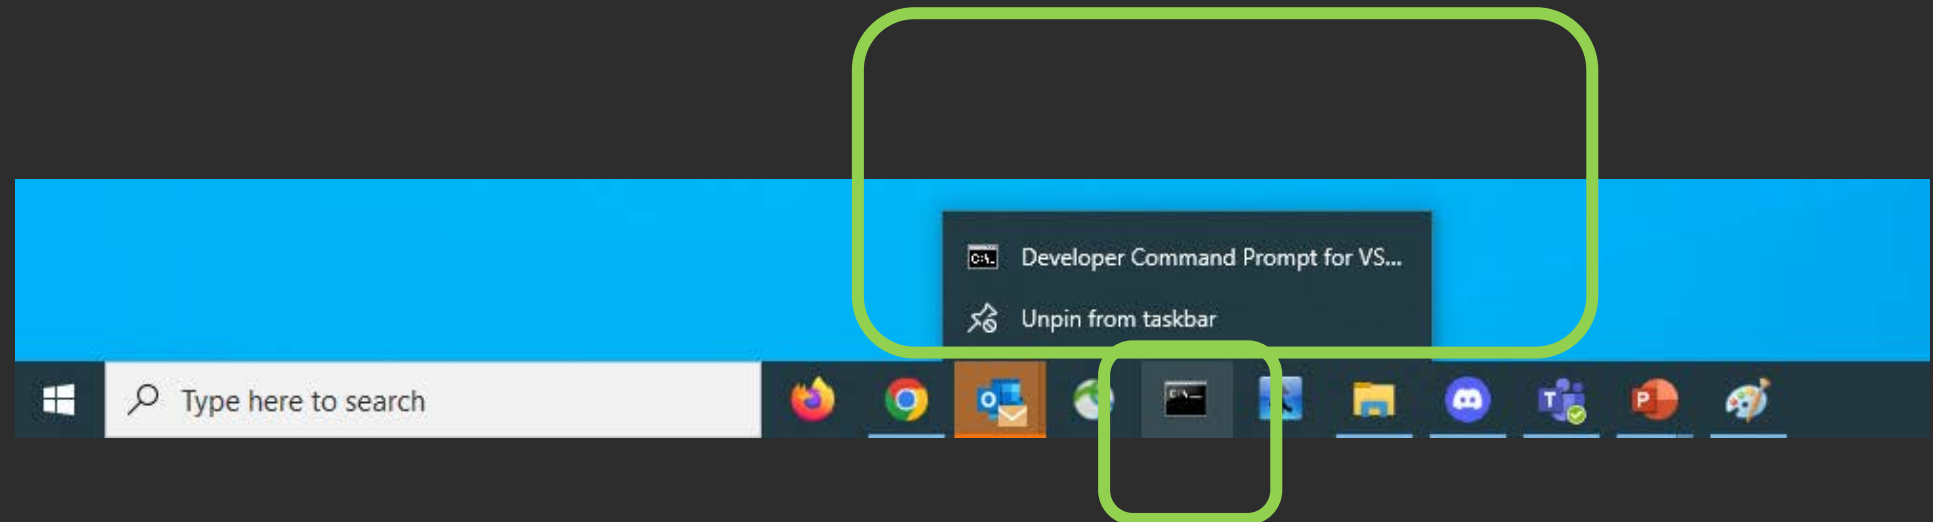 Developer Command Prompt for VS...
Unpin from taskbar
Type here to search